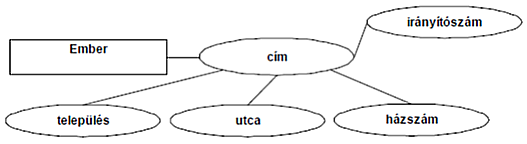 irányítószám
Ember
cím
település
utca
házszám